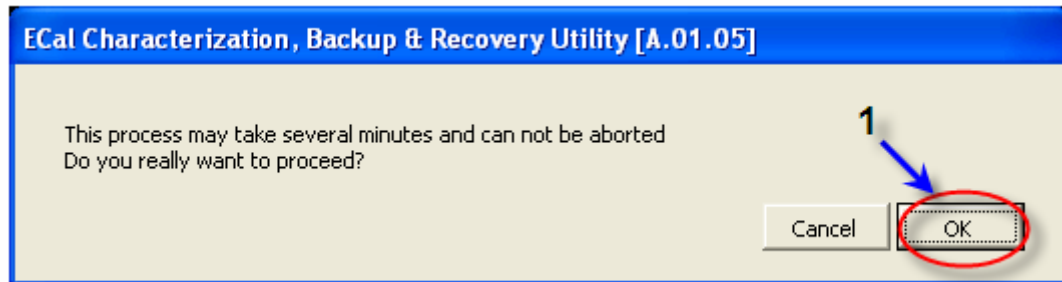 ECal Characterization, Backup & Recovery Utility [A.01.05]
This process may take several minutes and can not be aborted
Do you really want to proceed?
1
Cancel
OK